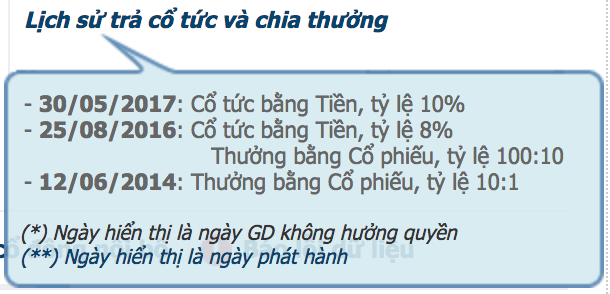 Lịch sử trả cổ tức và chia thưởng
- 30/05/2017: Cổ tức bằng Tiền, tỷ lệ 10%
- 25/08/2016: Cổ tức bằng Tiền, tỷ lệ 8%
Thưởng bằng Cổ phiếu, tỷ lệ 100:10
- 12/06/2014: Thưởng bằng Cổ phiếu, tỷ lệ 10:1
(*) Ngày hiển thị là ngày GD không hưởng quyền
(**) Ngày hiển thị là ngày phát hành